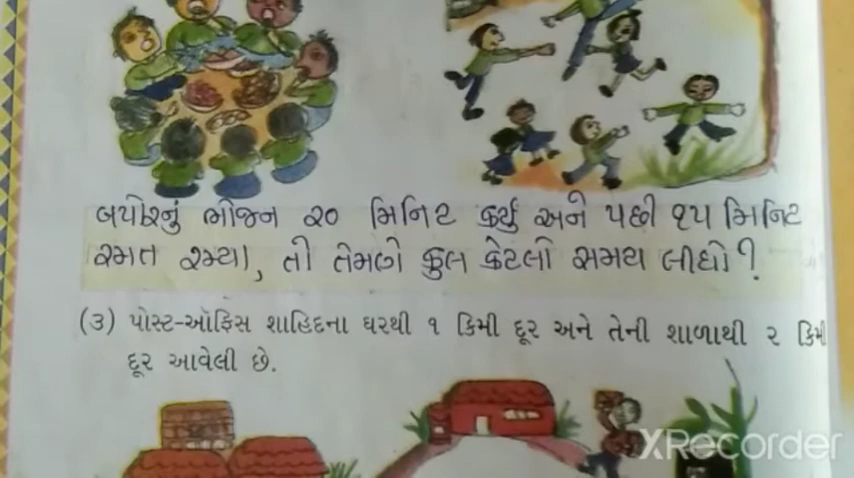 બપોરનું ભોજન ૨૦ મિનિટ કર્યું અને પછી ૧૫ મિનિટ
રમત રમ્યા, તો તેમણે કુલ કેટલો સમય લીધો?
(૩) પોસ્ટ-ઑફિસ શાહિદના ઘરથી ૧ કિમી દૂર અને તેની શાળાથી ૨ કિમી
દૂર આવેલી છે.
XRecorder